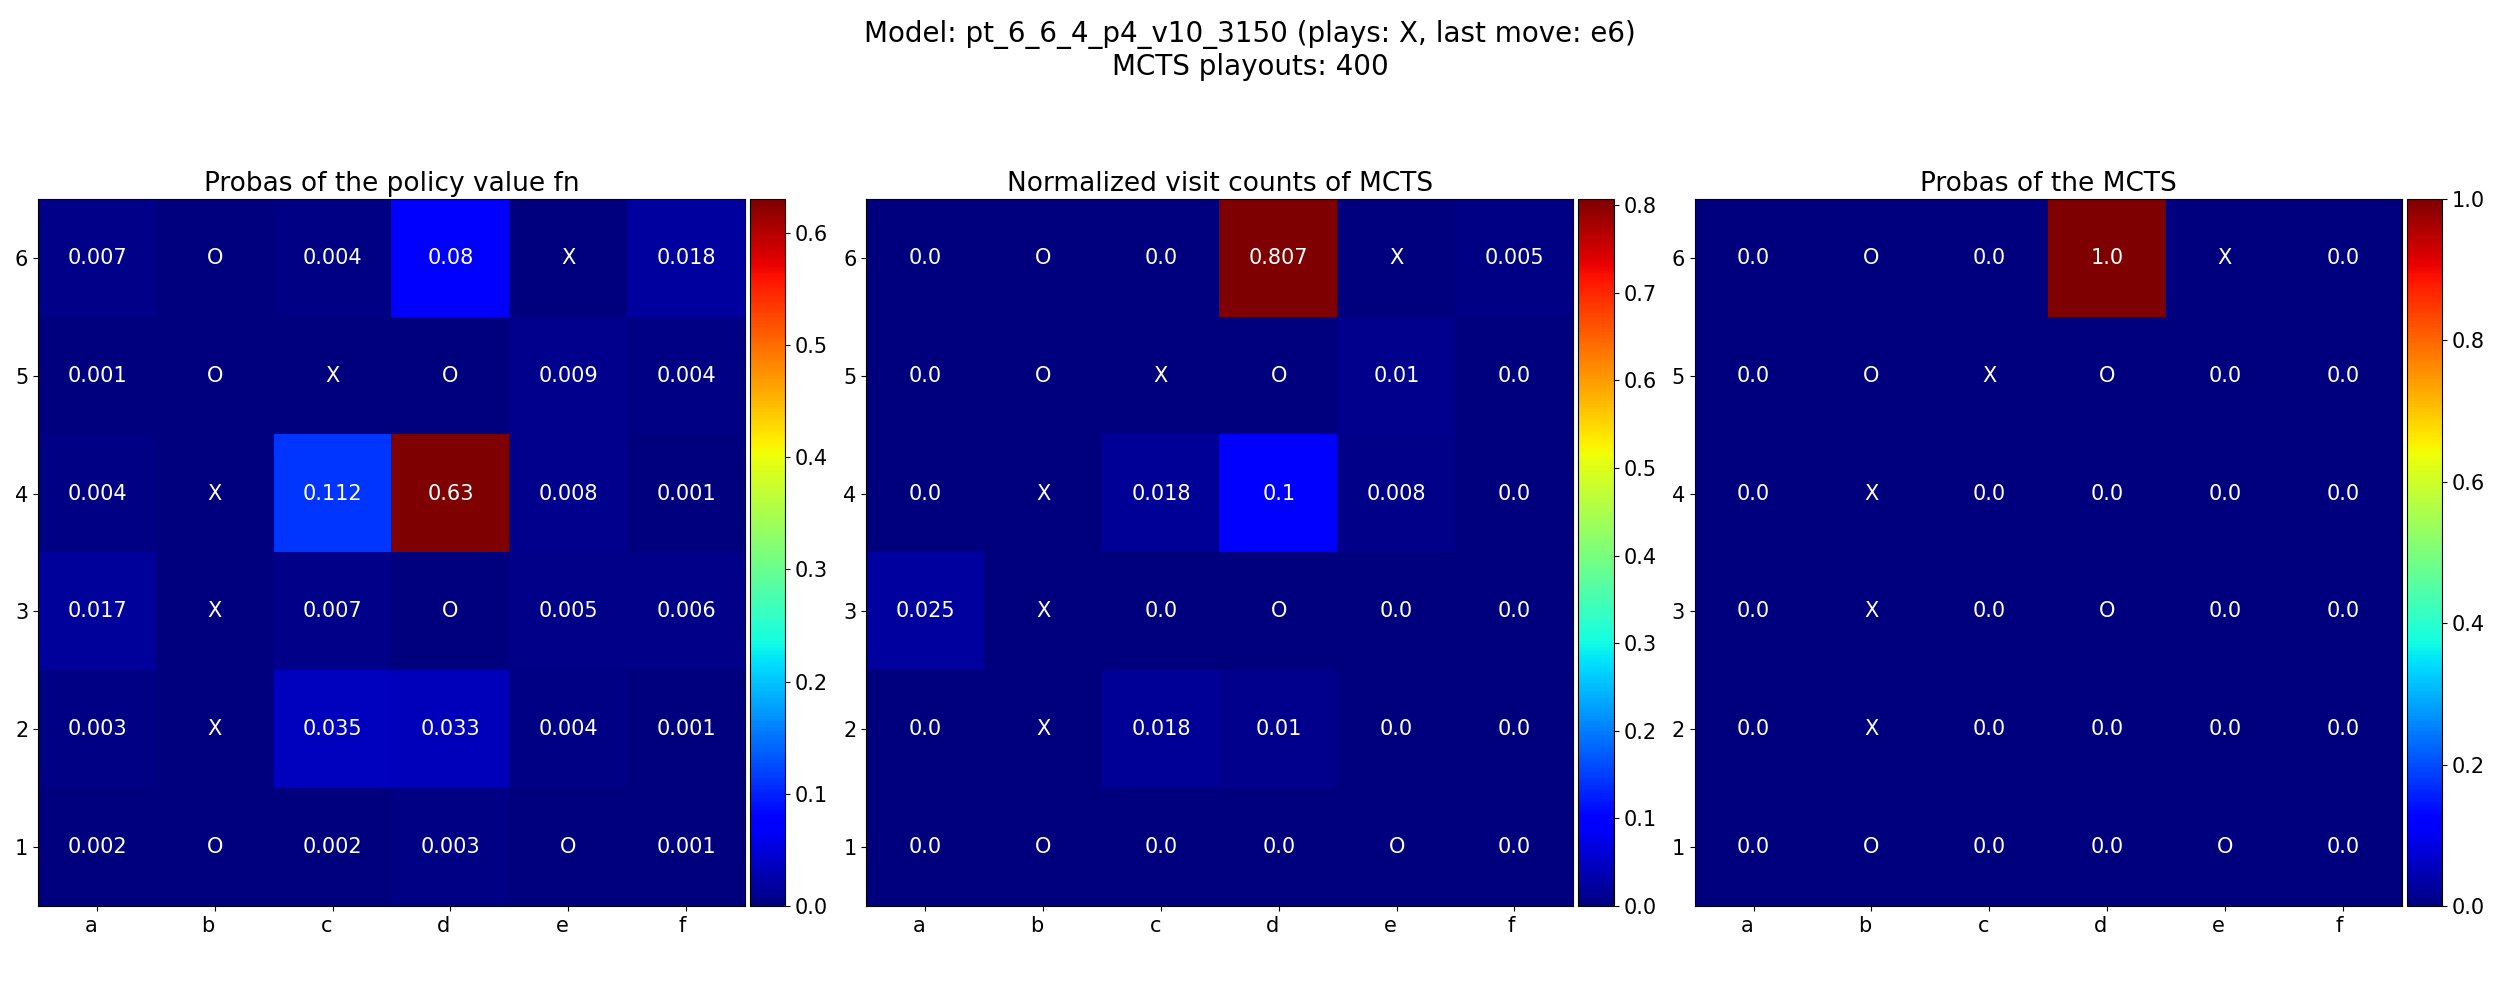 Model: pt_6_6_4_p4_v10_3150 (plays: X, last move: e6)
MCTS playouts: 400
Probas of the policy value fn
6 0.007 O 0.004 0.08 X 0.018
5 0.001 O X O 0.009 0.004
4 0.004 X 0.112 0.63 0.008 0.001
3 0.017 X 0.007 O 0.005 0.006
2 0.003 X 0.035 0.033 0.004 0.001
1 0.002 O 0.002 0.003 O 0.001
a b c d e f
0.6
0.5
0.4
0.3
0.2
0.1
0.0
Normalized visit counts of MCTS
6 0.0 O 0.0 0.807 X 0.005
5 0.0 O X O 0.01 0.0
4 0.0 X 0.018 0.1 0.008 0.0
3 0.025 X 0.0 O 0.0 0.0
2 0.0 X 0.018 0.01 0.0 0.0
1 0.0 O 0.0 0.0 O 0.0
a b c d e f
0.8
0.7
0.6
0.5
0.4
0.3
0.2
0.1
0.0
Probas of the MCTS
6 0.0 O 0.0 1.0 X 0.0
5 0.0 O X O 0.0 0.0
4 0.0 X 0.0 0.0 0.0 0.0
3 0.0 X 0.0 O 0.0 0.0
2 0.0 X 0.0 0.0 0.0 0.0
1 0.0 O 0.0 0.0 O 0.0
a b c d e f
1.0
0.8
0.6
0.4
0.2
0.0